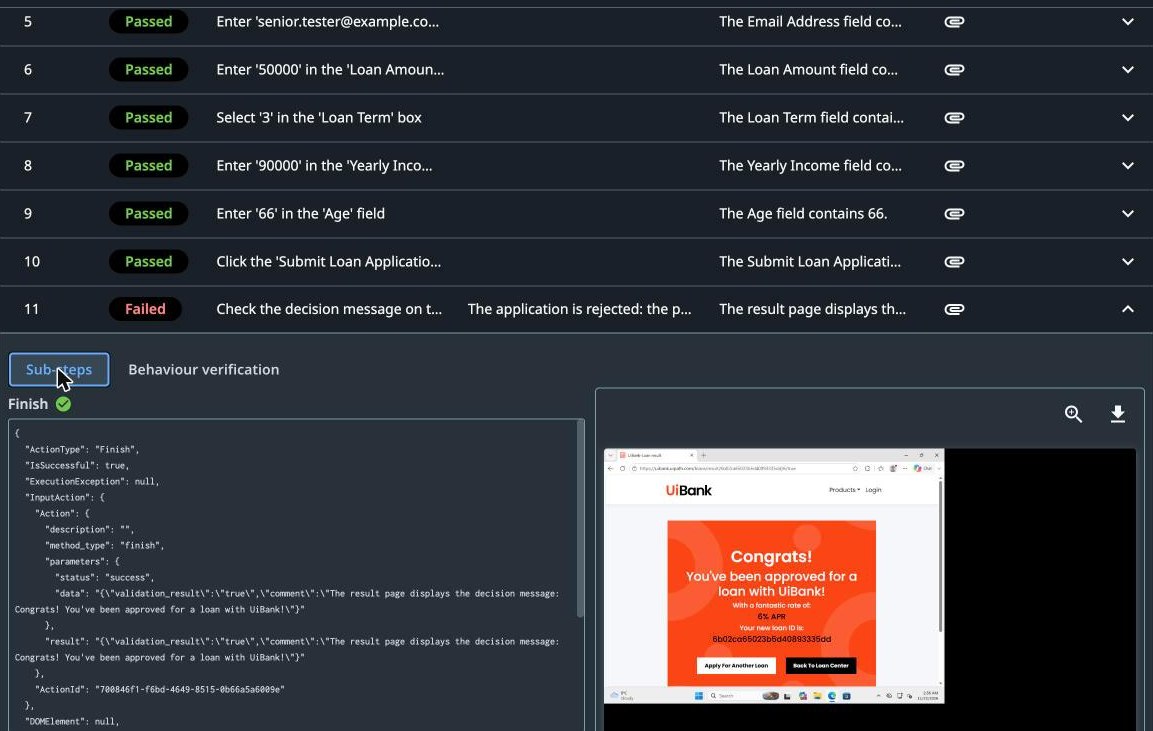 5 Passed Enter 'senior.tester@example.co... The Email Address field co...
6 Passed Enter '50000' in the 'Loan Amoun... The Loan Amount field co...
7 Passed Select '3' in the 'Loan Term' box The Loan Term field contai...
8 Passed Enter '90000' in the 'Yearly Inco... The Yearly Income field co...
9 Passed Enter '66' in the 'Age' field The Age field contains 66.
10 Passed Click the 'Submit Loan Applicatio... The Submit Loan Applicati...
11 Failed Check the decision message on t... The application is rejected: the p... The result page displays th...
Sub-steps Behaviour verification
Finish
{
"ActionType": "Finish",
"IsSuccessful": true,
"ExecutionException": null,
"InputAction": {
"Action": {
"description": "",
"method_type": "finish",
"parameters": {
"status": "success",
"data": "{\"validation_result\":\"true\",\"comment\":\"The result page displays the decision message:
Congrats! You've been approved for a loan with UiBank!\"}"
},
"result": "{\"validation_result\":\"true\",\"comment\":\"The result page displays the decision message:
Congrats! You've been approved for a loan with UiBank!\"}"
},
"ActionId": "700846f1-f6bd-4649-8515-0b66a5a6009e"
},
"DOMElement": null,
UiBank Products Login
Congrats!
You've been approved for a
loan with UiBank!
With a fantastic rate of:
6% APR
Your new loan ID is:
6b02ca65023b5d40893335dd
Apply For Another Loan Back To Loan Center
Search